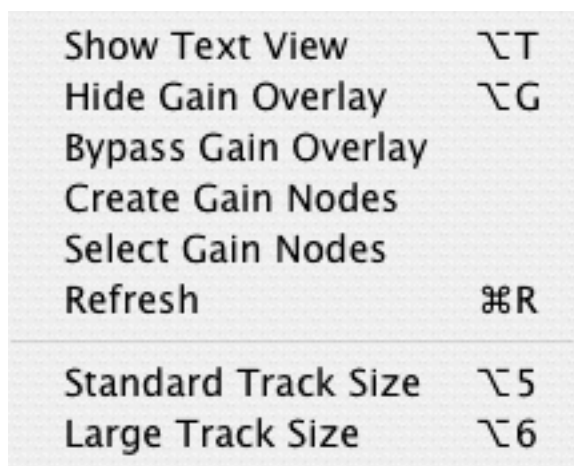 Show Text View ⌥T
Hide Gain Overlay ⌥G
Bypass Gain Overlay
Create Gain Nodes
Select Gain Nodes
Refresh ⌘R
Standard Track Size ⌥5
Large Track Size ⌥6